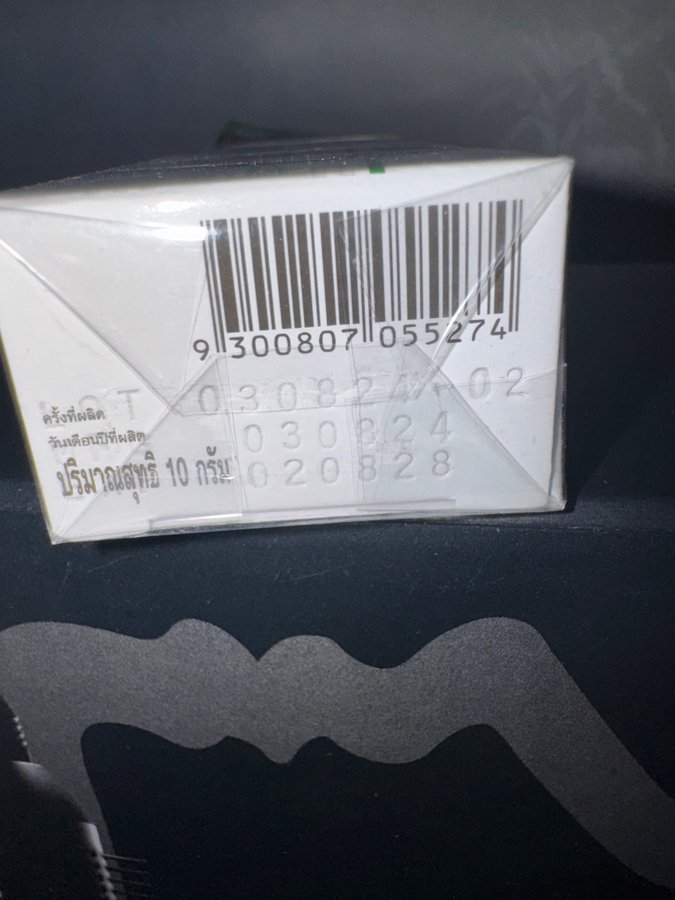 9 300807 055274
LOT 030824-02
ครั้งที่ผลิต
วันเดือนปีที่ผลิต 030824
ปริมาณสุทธิ 10 กรัม 020828